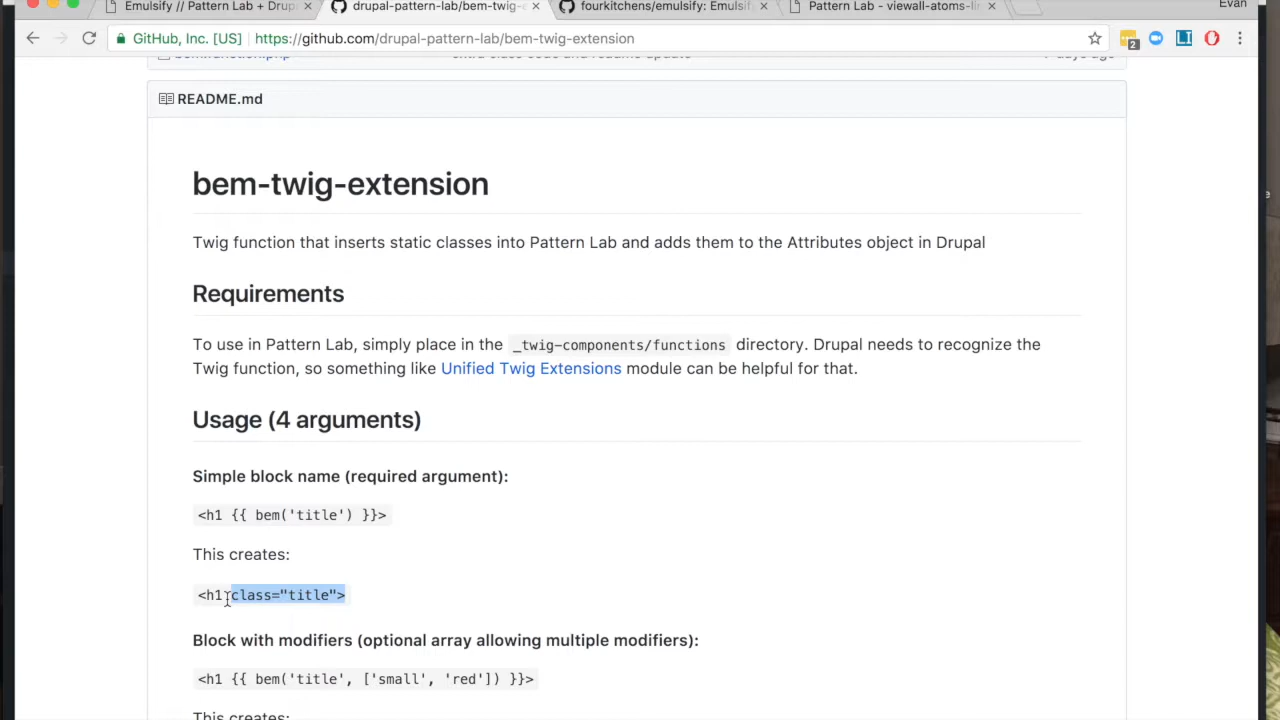 Emulsify // Pattern Lab + Drup
drupal-pattern-lab/bem-twig-
fourkitchens/emulsify: Emulsif
Pattern Lab - viewall-atoms-li
Evan
GitHub, Inc. [US]
https://github.com/drupal-pattern-lab/bem-twig-extension
2
README.md
bem-twig-extension
Twig function that inserts static classes into Pattern Lab and adds them to the Attributes object in Drupal
Requirements
To use in Pattern Lab, simply place in the _twig-components/functions directory. Drupal needs to recognize the
Twig function, so something like Unified Twig Extensions module can be helpful for that.
Usage (4 arguments)
Simple block name (required argument):
<h1 {{ bem('title') }}>
This creates:
<h1 class="title">
Block with modifiers (optional array allowing multiple modifiers):
<h1 {{ bem('title', ['small', 'red']) }}>
This creates: